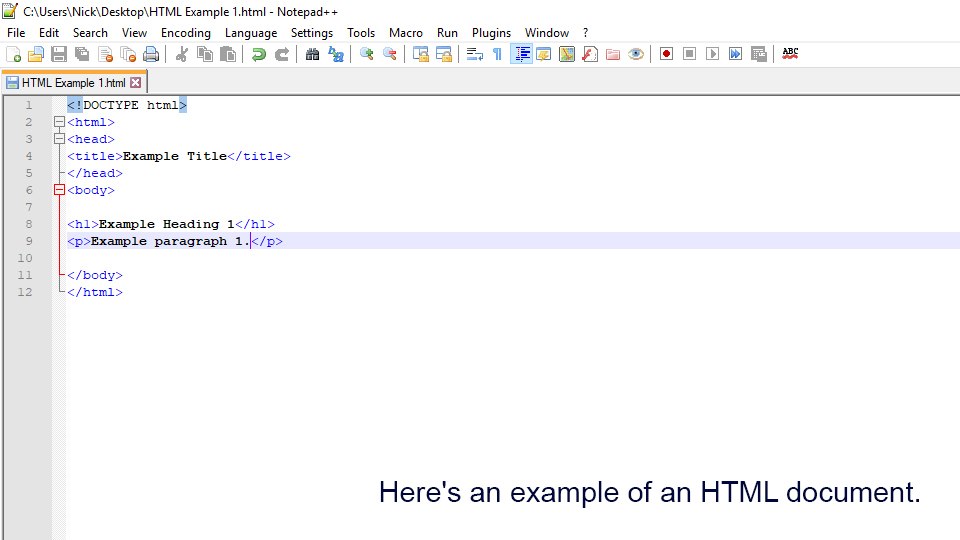 C:\Users\Nick\Desktop\HTML Example 1.html - Notepad++
File Edit Search View Encoding Language Settings Tools Macro Run Plugins Window ?
ABC
HTML Example 1.html
1 <!DOCTYPE html>
2 <html>
3 <head>
4 <title>Example Title</title>
5 </head>
6 <body>
7
8 <h1>Example Heading 1</h1>
9 <p>Example paragraph 1.</p>
10
11 </body>
12 </html>
Here's an example of an HTML document.